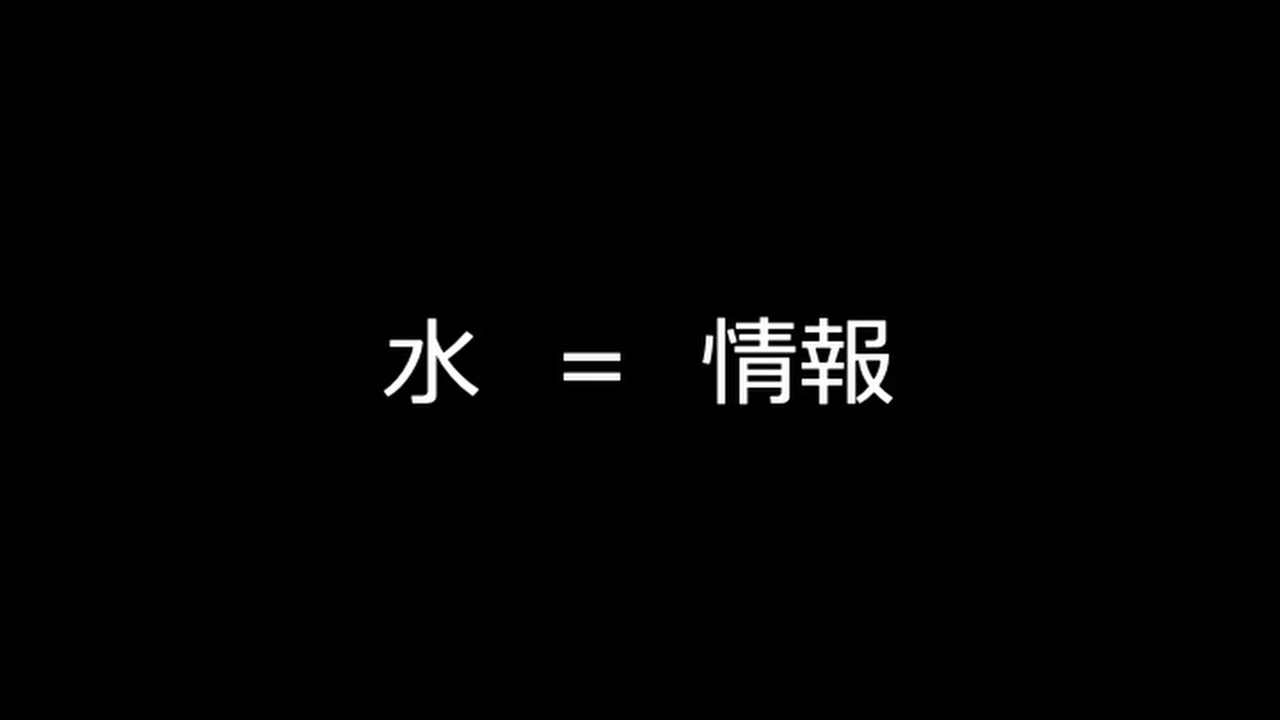 水 = 情報